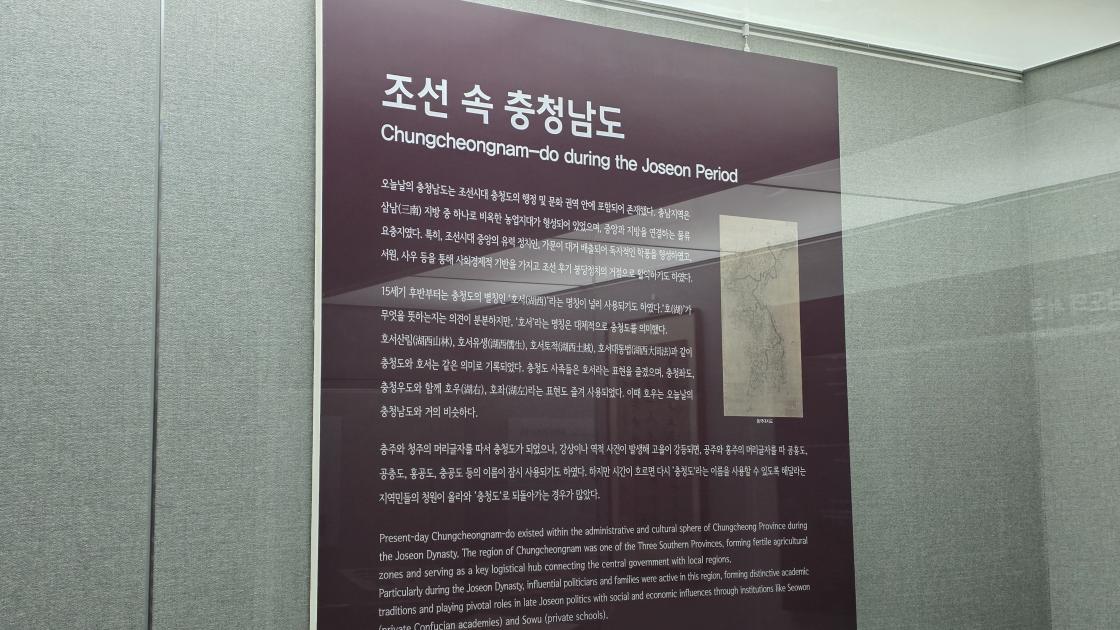 조선 속 충청남도
Chungcheongnam-do during the Joseon Period
오늘날의 충청남도는 조선시대 충청도의 행정 및 문화 권역 안에 포함되어 존재했다. 충남지역은
삼남(三南) 지방 중 하나로 비옥한 농업지대가 형성되어 있었으며, 중앙과 지방을 연결하는 물류
요충지였다. 특히, 조선시대 중앙의 유력 정치인, 가문이 대거 배출되어 독자적인 학풍을 형성하였고,
서원, 사우 등을 통해 사회경제적 기반을 가지고 조선 후기 붕당정치의 거점으로 활약하기도 하였다.
15세기 후반부터는 충청도의 별칭인 '호서(湖西)'라는 명칭이 널리 사용되기도 하였다. '호(湖)'가
무엇을 뜻하는지는 의견이 분분하지만, '호서'라는 명칭은 대체적으로 충청도를 의미했다.
호서산림(湖西山林), 호서유생(湖西儒生), 호서토적(湖西土賊), 호서대동법(湖西大同法)과 같이
충청도와 호서는 같은 의미로 기록되었다. 충청도 사족들은 호서라는 표현을 즐겼으며, 충청좌도,
충청우도와 함께 호우(湖右), 호좌(湖左)라는 표현도 즐겨 사용되었다. 이때 호우는 오늘날의
충청남도와 거의 비슷하다.
충주와 청주의 머리글자를 따서 충청도가 되었으나, 강상이나 역적 사건이 발생해 고을이 강등되면, 공주와 홍주의 머리글자를 따 공홍도,
공충도, 홍공도, 충공도 등의 이름이 잠시 사용되기도 하였다. 하지만 시간이 흐르면 다시 '충청도'라는 이름을 사용할 수 있도록 해달라는
지역민들의 청원이 올라와 '충청도'로 되돌아가는 경우가 많았다.
Present-day Chungcheongnam-do existed within the administrative and cultural sphere of Chungcheong Province during
the Joseon Dynasty. The region of Chungcheongnam was one of the Three Southern Provinces, forming fertile agricultural
zones and serving as a key logistical hub connecting the central government with local regions.
Particularly during the Joseon Dynasty, influential politicians and families were active in this region, forming distinctive academic
traditions and playing pivotal roles in late Joseon politics with social and economic influences through institutions like Seowon
(private Confucian academies) and Sowu (private schools).